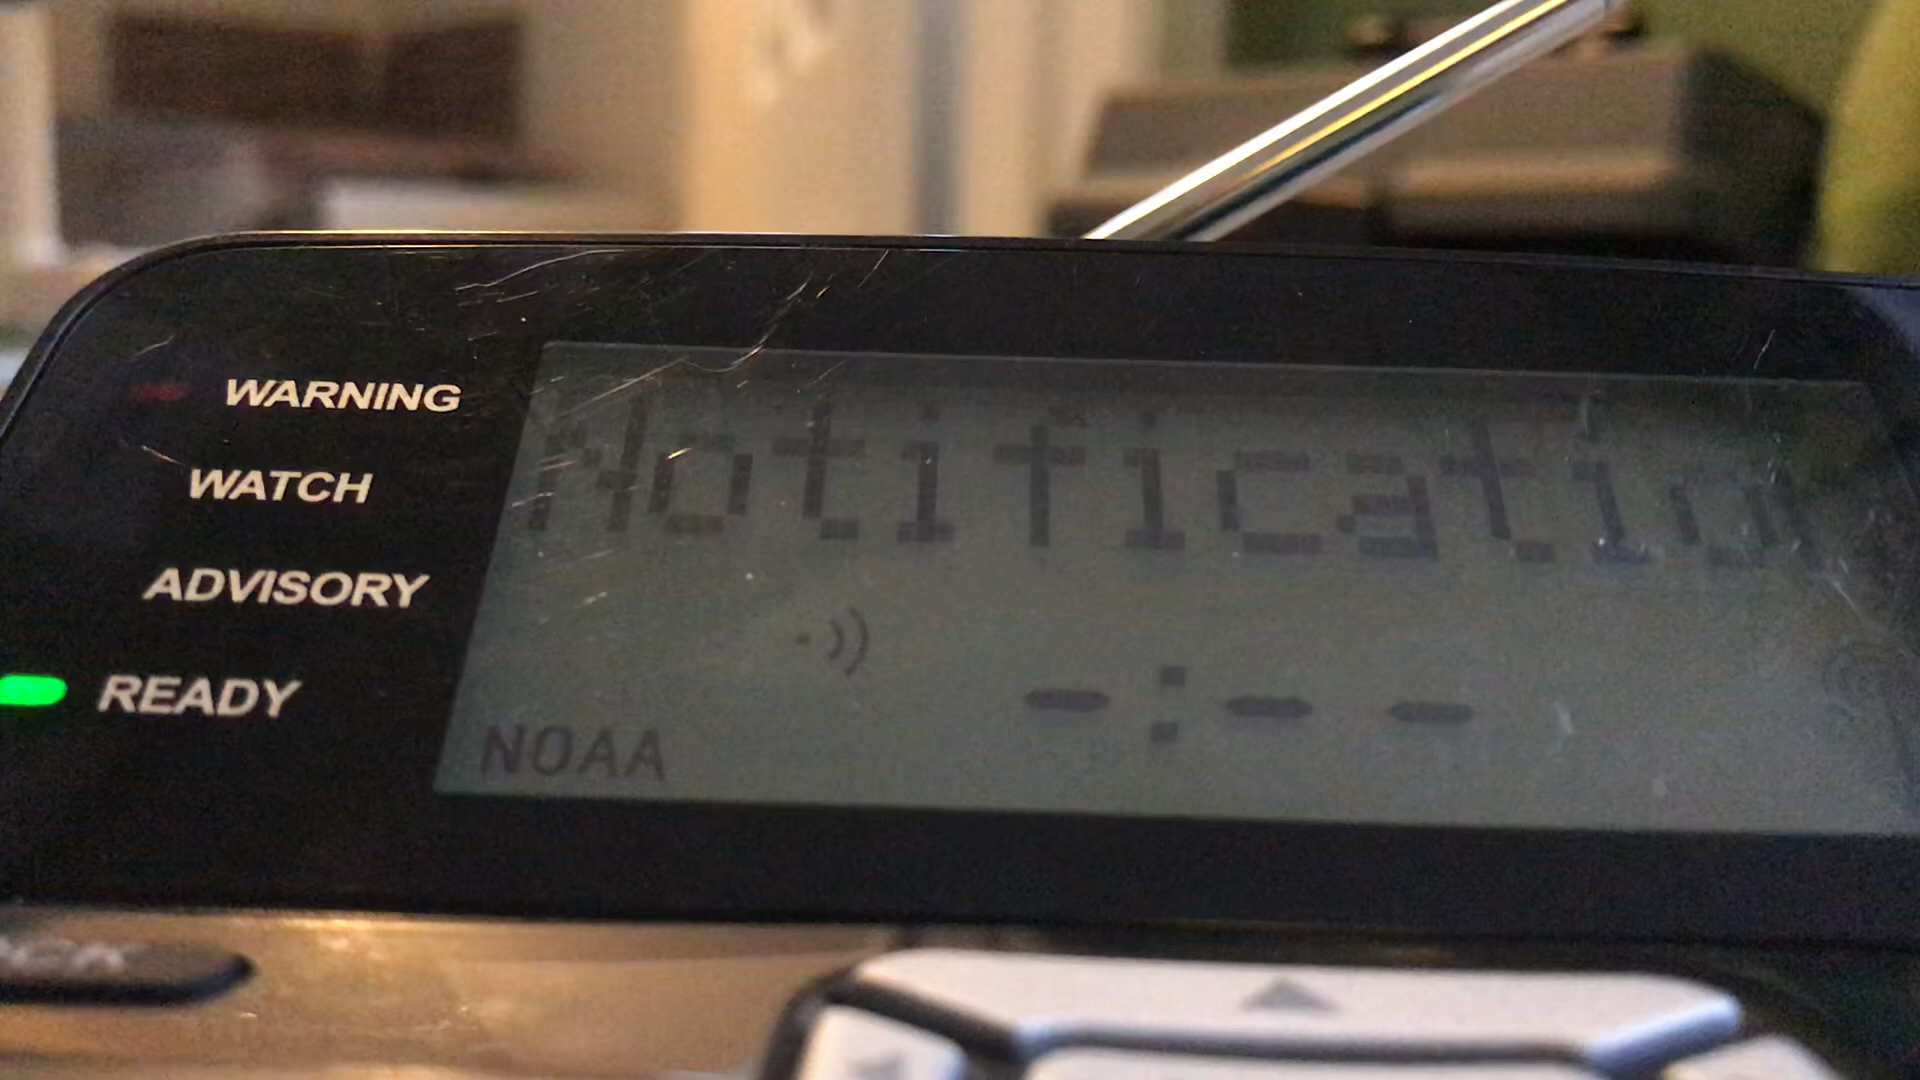 WARNING
WATCH
ADVISORY
READY
Notificatio
-:--
NOAA